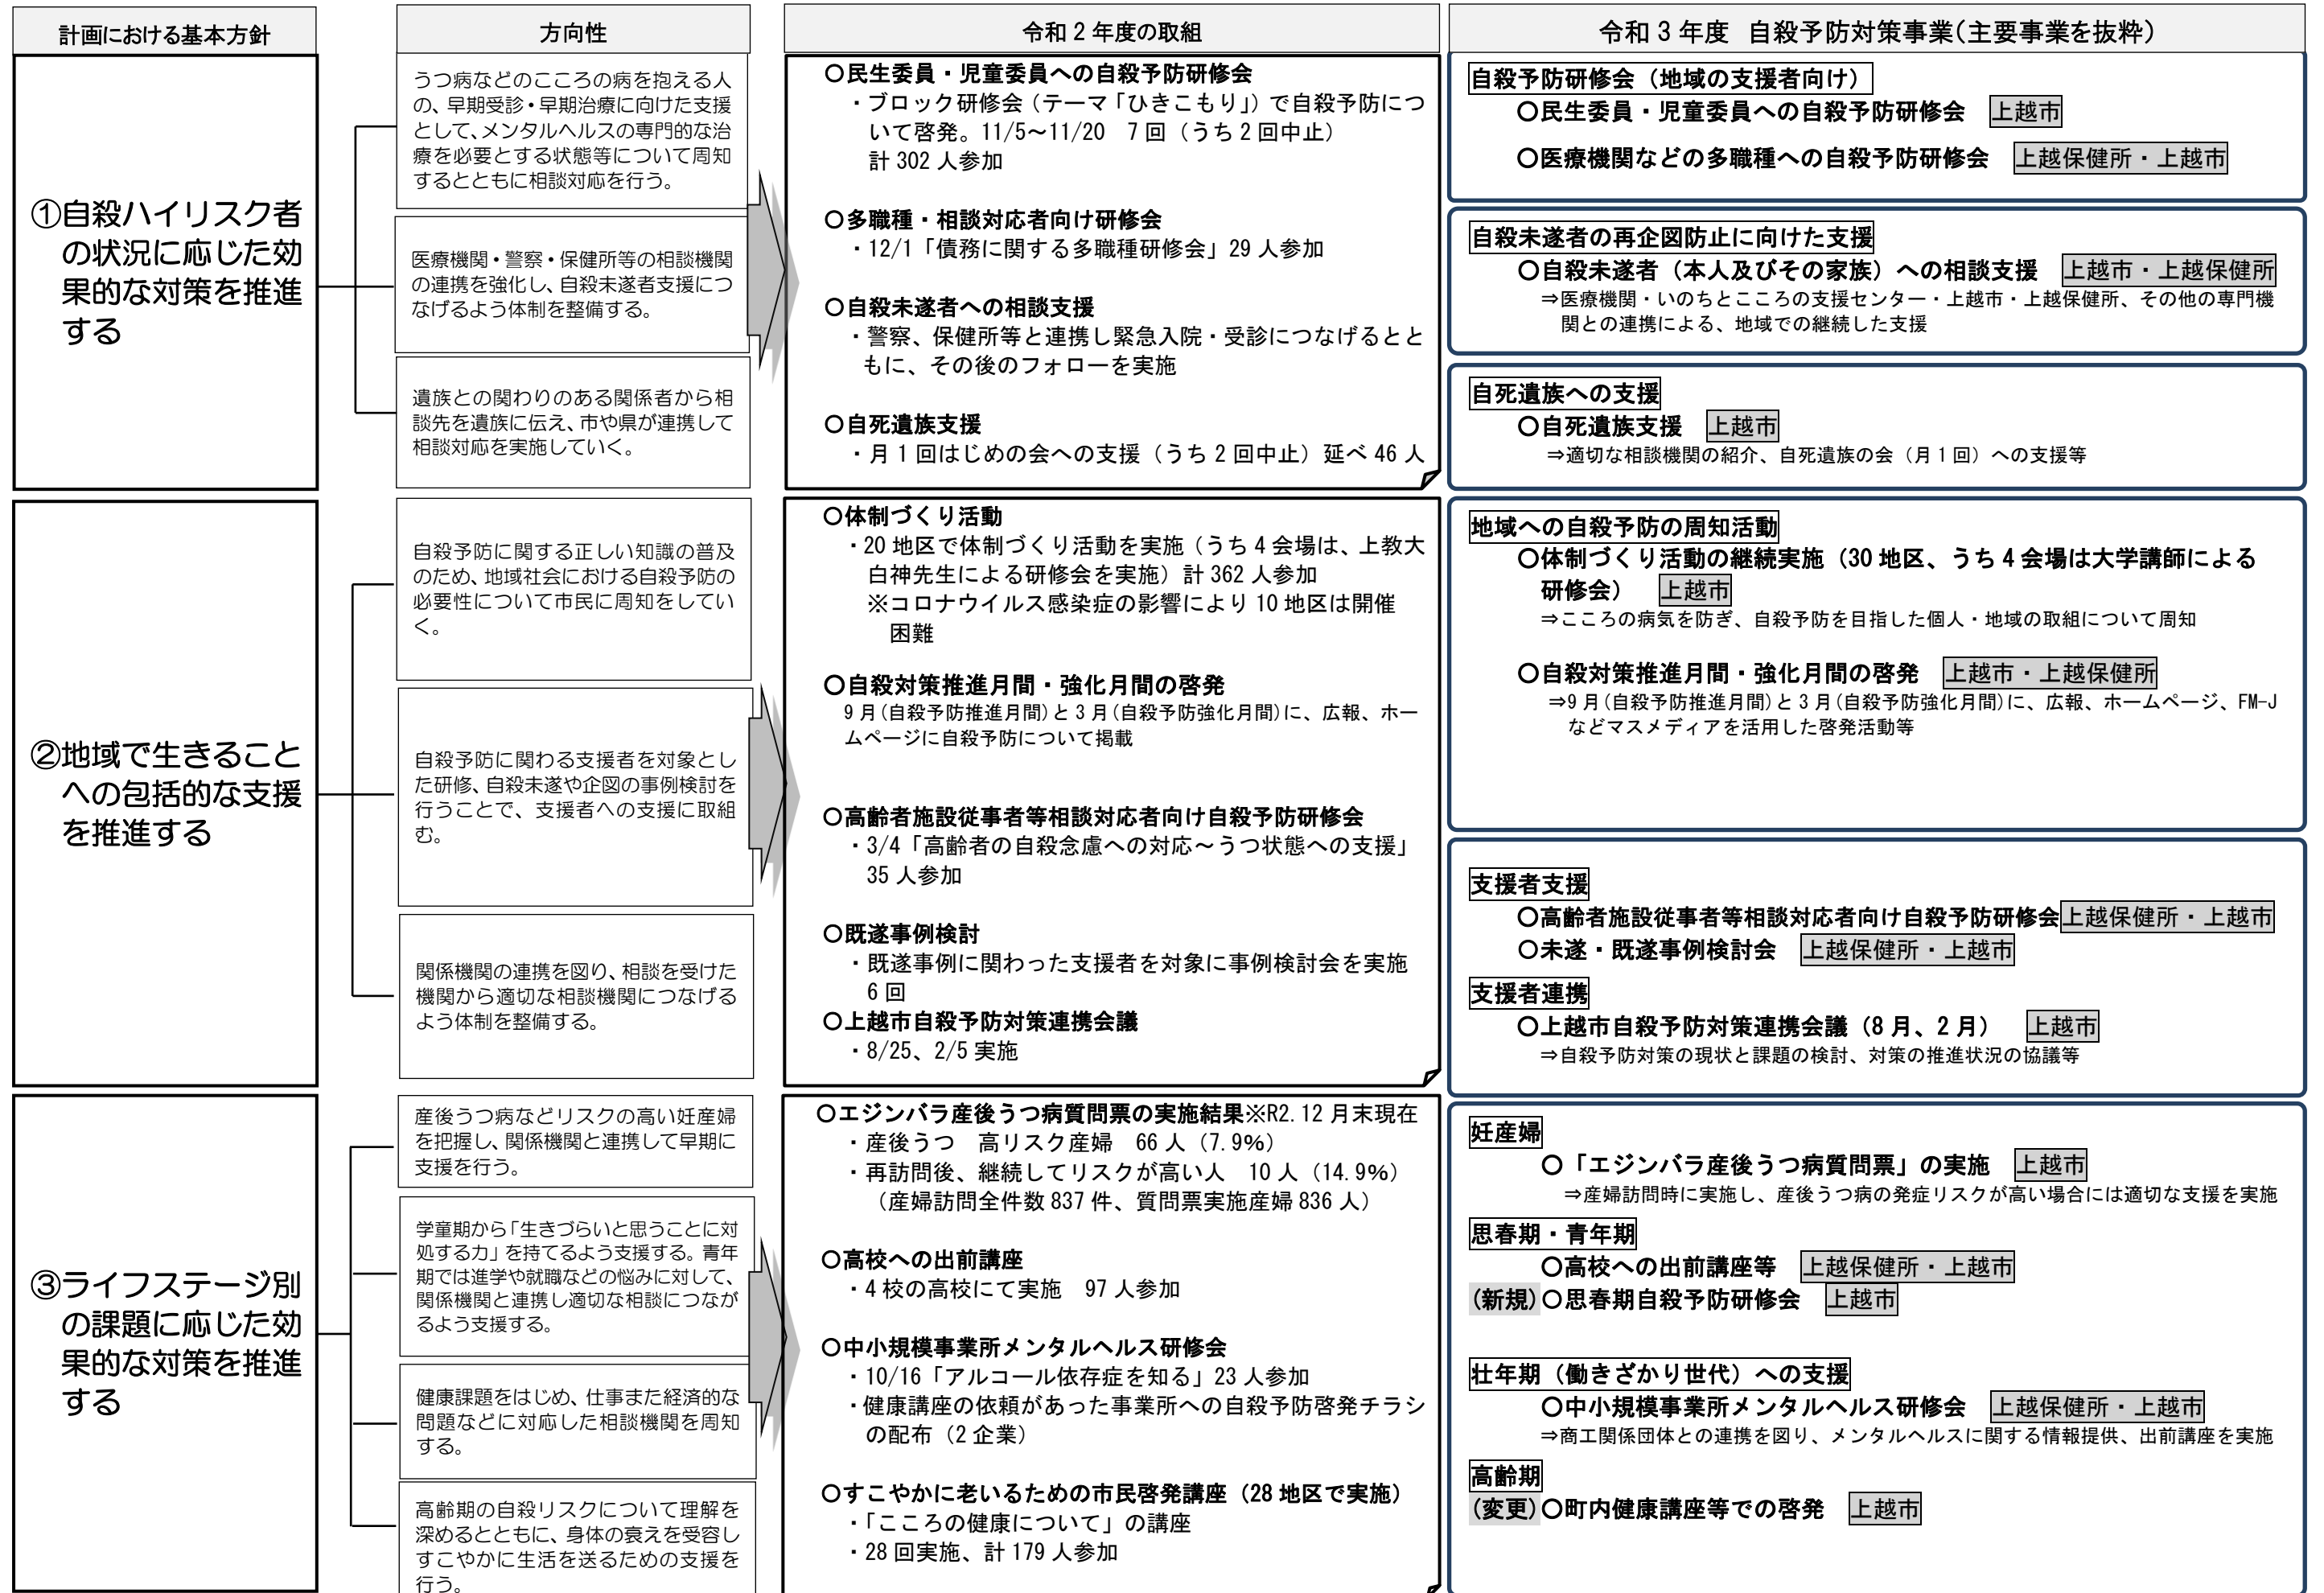 計画における基本方針
方向性
令和２年度の取組
令和３年度　自殺予防対策事業(主要事業を抜粋)
①自殺ハイリスク者
の状況に応じた効
果的な対策を推進
する
うつ病などのこころの病を抱える人
の、早期受診・早期治療に向けた支援
として、メンタルヘルスの専門的な治
療を必要とする状態等について周知
するとともに相談対応を行う。
医療機関・警察・保健所等の相談機関
の連携を強化し、自殺未遂者支援につ
なげるよう体制を整備する。
遺族との関わりのある関係者から相
談先を遺族に伝え、市や県が連携して
相談対応を実施していく。
○民生委員・児童委員への自殺予防研修会
・ブロック研修会（テーマ「ひきこもり」）で自殺予防につ
いて啓発。11/5～11/20　7回（うち2回中止）
計302人参加
○多職種・相談対応者向け研修会
・12/1「債務に関する多職種研修会」29人参加
○自殺未遂者への相談支援
・警察、保健所等と連携し緊急入院・受診につなげるとと
もに、その後のフォローを実施
○自死遺族支援
・月1回はじめの会への支援（うち2回中止）延べ46人
自殺予防研修会（地域の支援者向け）
○民生委員・児童委員への自殺予防研修会　上越市
○医療機関などの多職種への自殺予防研修会　上越保健所・上越市
自殺未遂者の再企図防止に向けた支援
○自殺未遂者（本人及びその家族）への相談支援　上越市・上越保健所
⇒医療機関・いのちとこころの支援センター・上越市・上越保健所、その他の専門機
関との連携による、地域での継続した支援
自死遺族への支援
○自死遺族支援　上越市
⇒適切な相談機関の紹介、自死遺族の会（月1回）への支援等
②地域で生きること
への包括的な支援
を推進する
自殺予防に関する正しい知識の普及
のため、地域社会における自殺予防の
必要性について市民に周知をしてい
く。
自殺予防に関わる支援者を対象とし
た研修、自殺未遂や企図の事例検討を
行うことで、支援者への支援に取組
む。
関係機関の連携を図り、相談を受けた
機関から適切な相談機関につなげる
よう体制を整備する。
○体制づくり活動
・20地区で体制づくり活動を実施（うち4会場は、上教大
白神先生による研修会を実施）計362人参加
※コロナウイルス感染症の影響により10地区は開催
困難
○自殺対策推進月間・強化月間の啓発
9月(自殺予防推進月間)と3月(自殺予防強化月間)に、広報、ホー
ムページに自殺予防について掲載
○高齢者施設従事者等相談対応者向け自殺予防研修会
・3/4「高齢者の自殺念慮への対応～うつ状態への支援」
35人参加
○既遂事例検討
・既遂事例に関わった支援者を対象に事例検討会を実施
6回
○上越市自殺予防対策連携会議
・8/25、2/5実施
地域への自殺予防の周知活動
○体制づくり活動の継続実施（30地区、うち4会場は大学講師による
研修会）　上越市
⇒こころの病気を防ぎ、自殺予防を目指した個人・地域の取組について周知
○自殺対策推進月間・強化月間の啓発　上越市・上越保健所
⇒9月(自殺予防推進月間)と3月(自殺予防強化月間)に、広報、ホームページ、FM-J
などマスメディアを活用した啓発活動等
支援者支援
○高齢者施設従事者等相談対応者向け自殺予防研修会上越保健所・上越市
○未遂・既遂事例検討会　上越保健所・上越市
支援者連携
○上越市自殺予防対策連携会議（8月、2月）　上越市
⇒自殺予防対策の現状と課題の検討、対策の推進状況の協議等
③ライフステージ別
の課題に応じた効
果的な対策を推進
する
産後うつ病などリスクの高い妊産婦
を把握し、関係機関と連携して早期に
支援を行う。
学童期から「生きづらいと思うことに対
処する力」を持てるよう支援する。青年
期では進学や就職などの悩みに対して、
関係機関と連携し適切な相談につなが
るよう支援する。
健康課題をはじめ、仕事また経済的な
問題などに対応した相談機関を周知
する。
高齢期の自殺リスクについて理解を
深めるとともに、身体の衰えを受容し
すこやかに生活を送るための支援を
行う。
○エジンバラ産後うつ病質問票の実施結果※R2.12月末現在
・産後うつ　高リスク産婦　66人（7.9%）
・再訪問後、継続してリスクが高い人　10人（14.9%）
（産婦訪問全件数837件、質問票実施産婦836人）
○高校への出前講座
・4校の高校にて実施　97人参加
○中小規模事業所メンタルヘルス研修会
・10/16「アルコール依存症を知る」23人参加
・健康講座の依頼があった事業所への自殺予防啓発チラシ
の配布（2企業）
○すこやかに老いるための市民啓発講座（28地区で実施）
・「こころの健康について」の講座
・28回実施、計179人参加
妊産婦
○「エジンバラ産後うつ病質問票」の実施　上越市
⇒産婦訪問時に実施し、産後うつ病の発症リスクが高い場合には適切な支援を実施
思春期・青年期
○高校への出前講座等　上越保健所・上越市
(新規)○思春期自殺予防研修会　上越市
壮年期（働きざかり世代）への支援
○中小規模事業所メンタルヘルス研修会　上越保健所・上越市
⇒商工関係団体との連携を図り、メンタルヘルスに関する情報提供、出前講座を実施
高齢期
(変更)○町内健康講座等での啓発　上越市